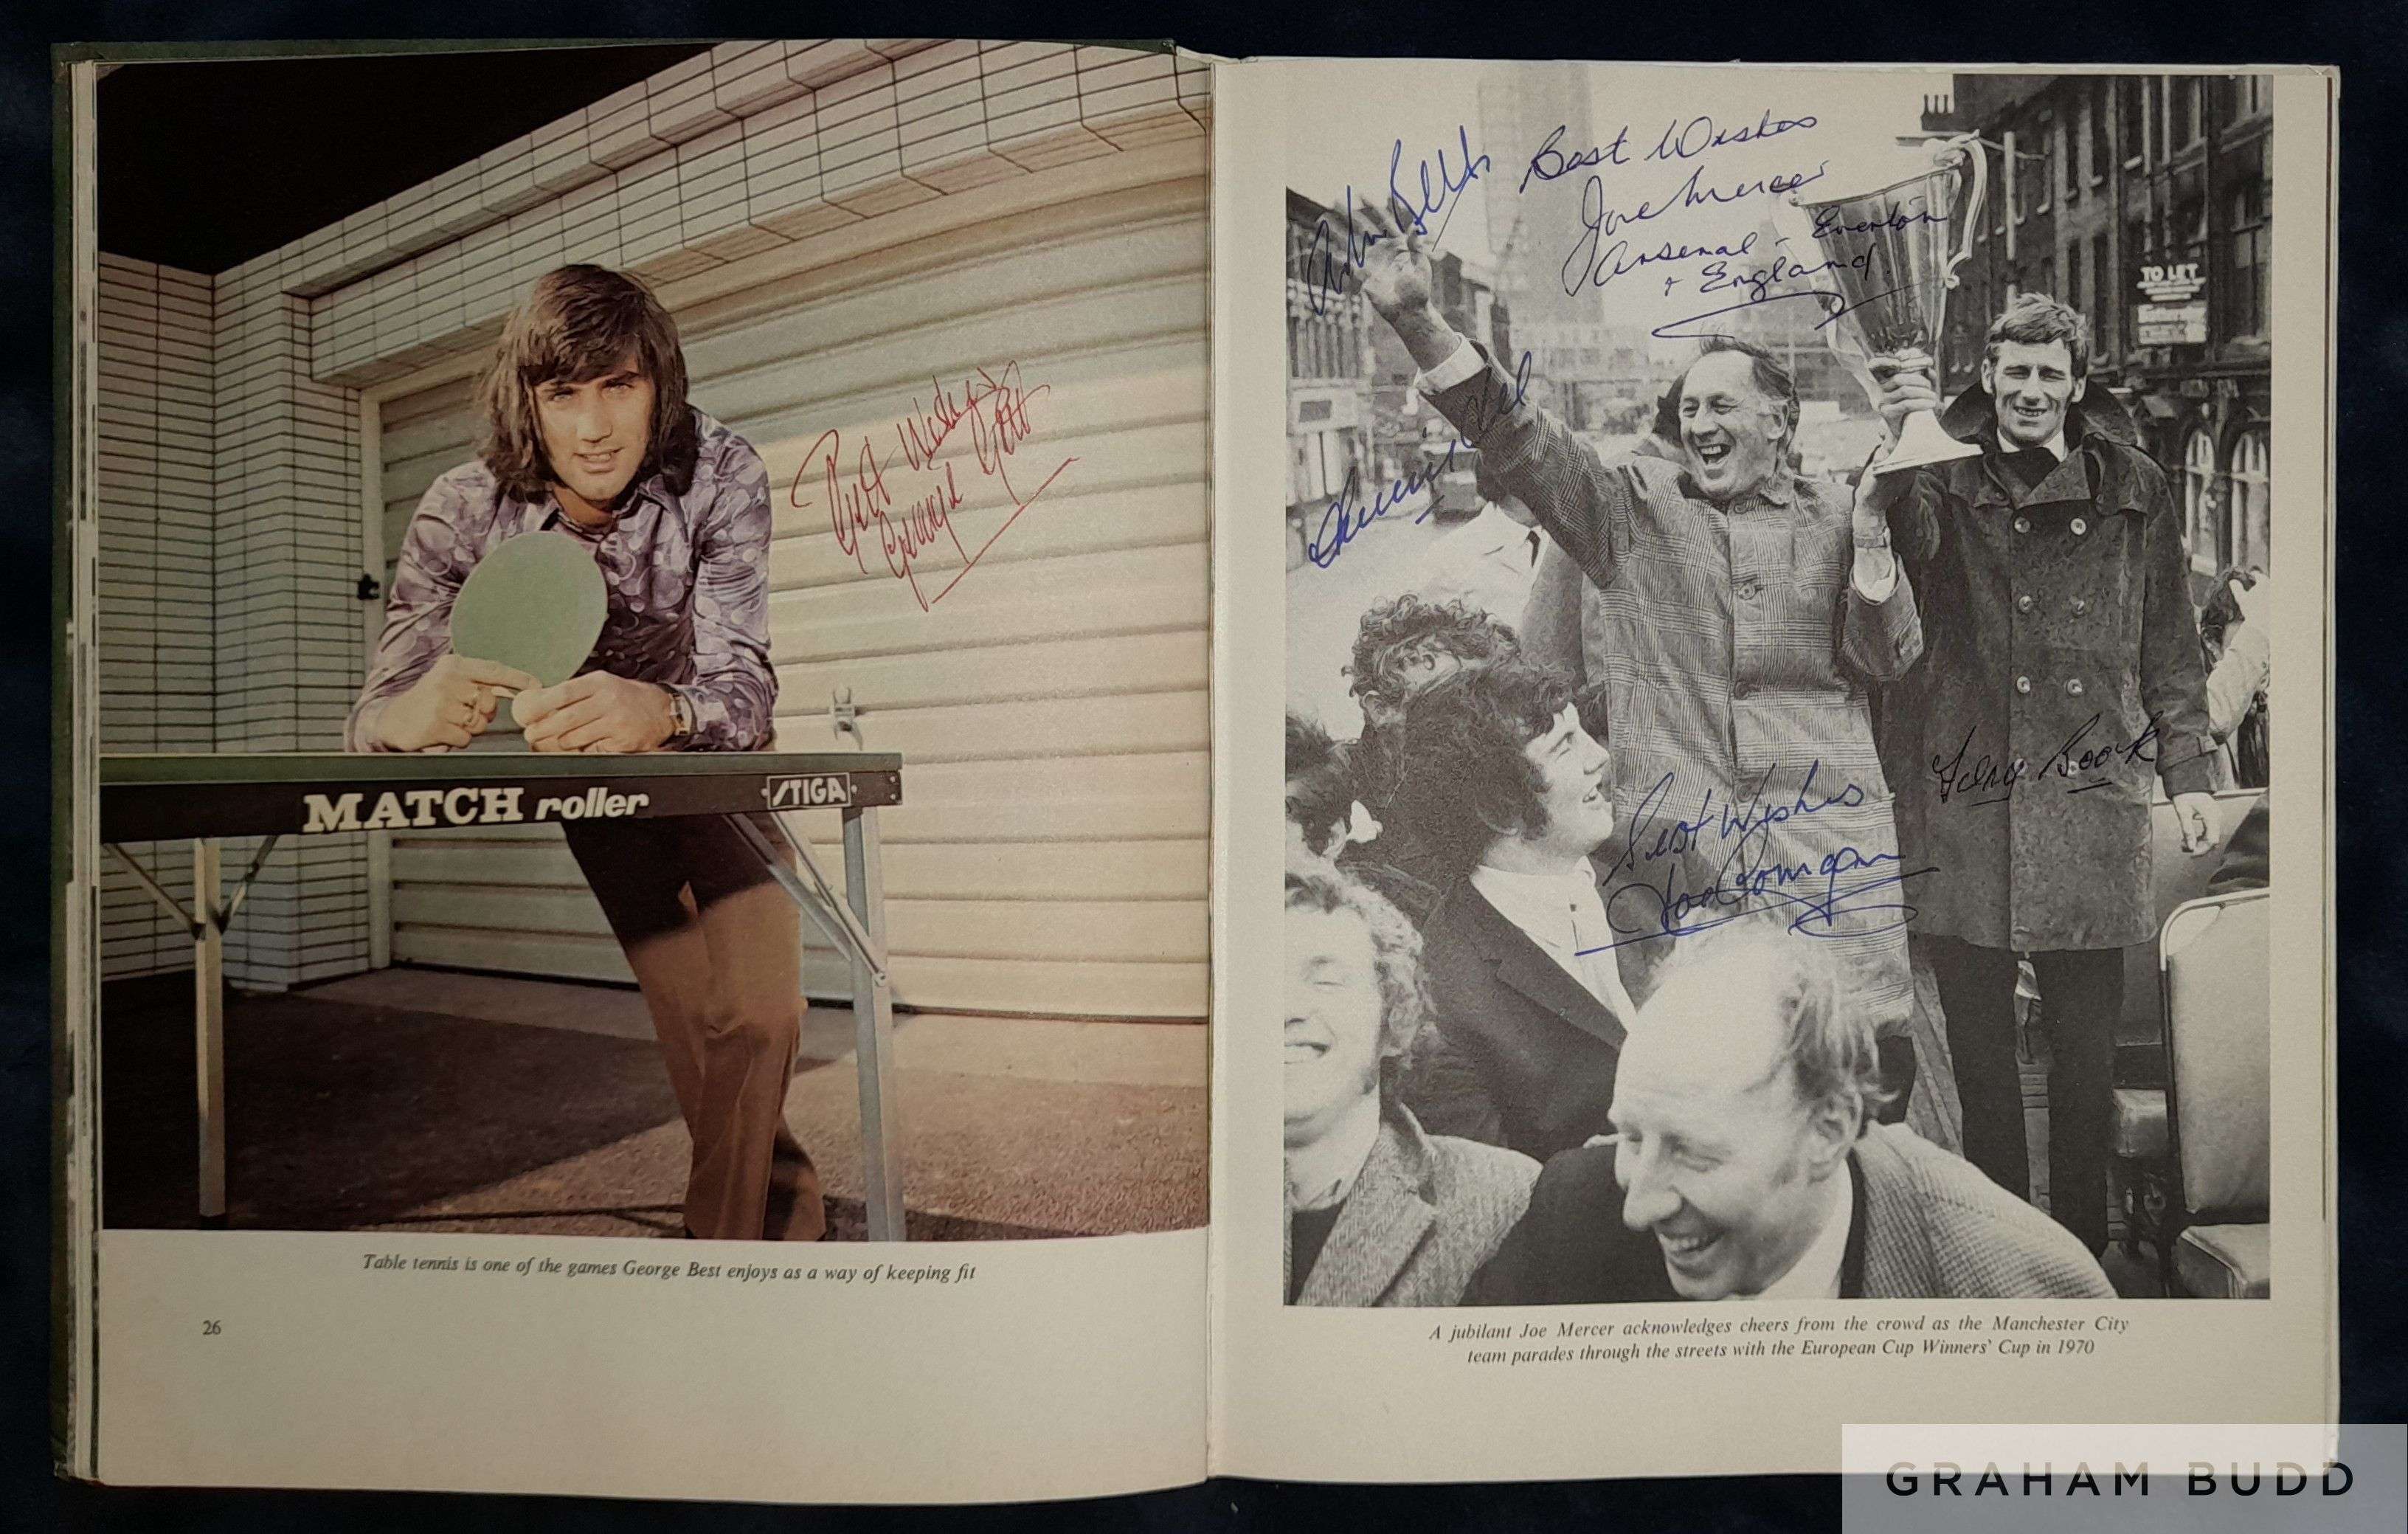 Best Wishes
George Best
MATCH roller
STIGA
Table tennis is one of the games George Best enjoys as a way of keeping fit
26
Best Wishes
Joe Mercer
Arsenal - Everton
+ England.
TO LET
Tony Book
Best Wishes
Joe Corrigan
A jubilant Joe Mercer acknowledges cheers from the crowd as the Manchester City
team parades through the streets with the European Cup Winners' Cup in 1970
GRAHAM BUDD